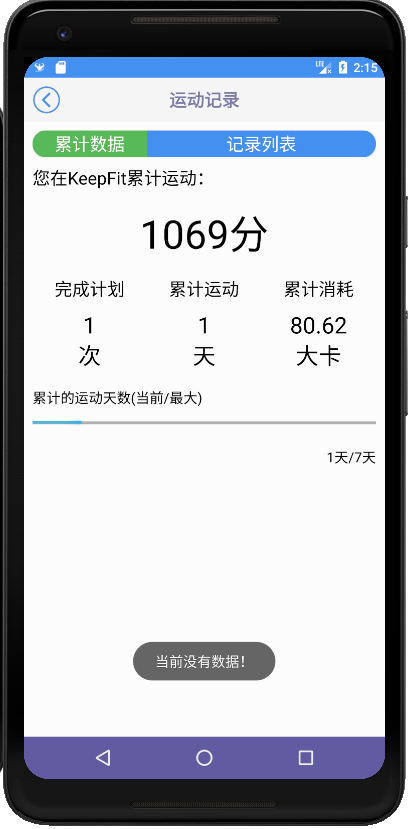 LTE 2:15
运动记录
累计数据 记录列表
您在KeepFit累计运动：
1069分
完成计划 累计运动 累计消耗
1 1 80.62
次 天 大卡
累计的运动天数(当前/最大)
1天/7天
当前没有数据！